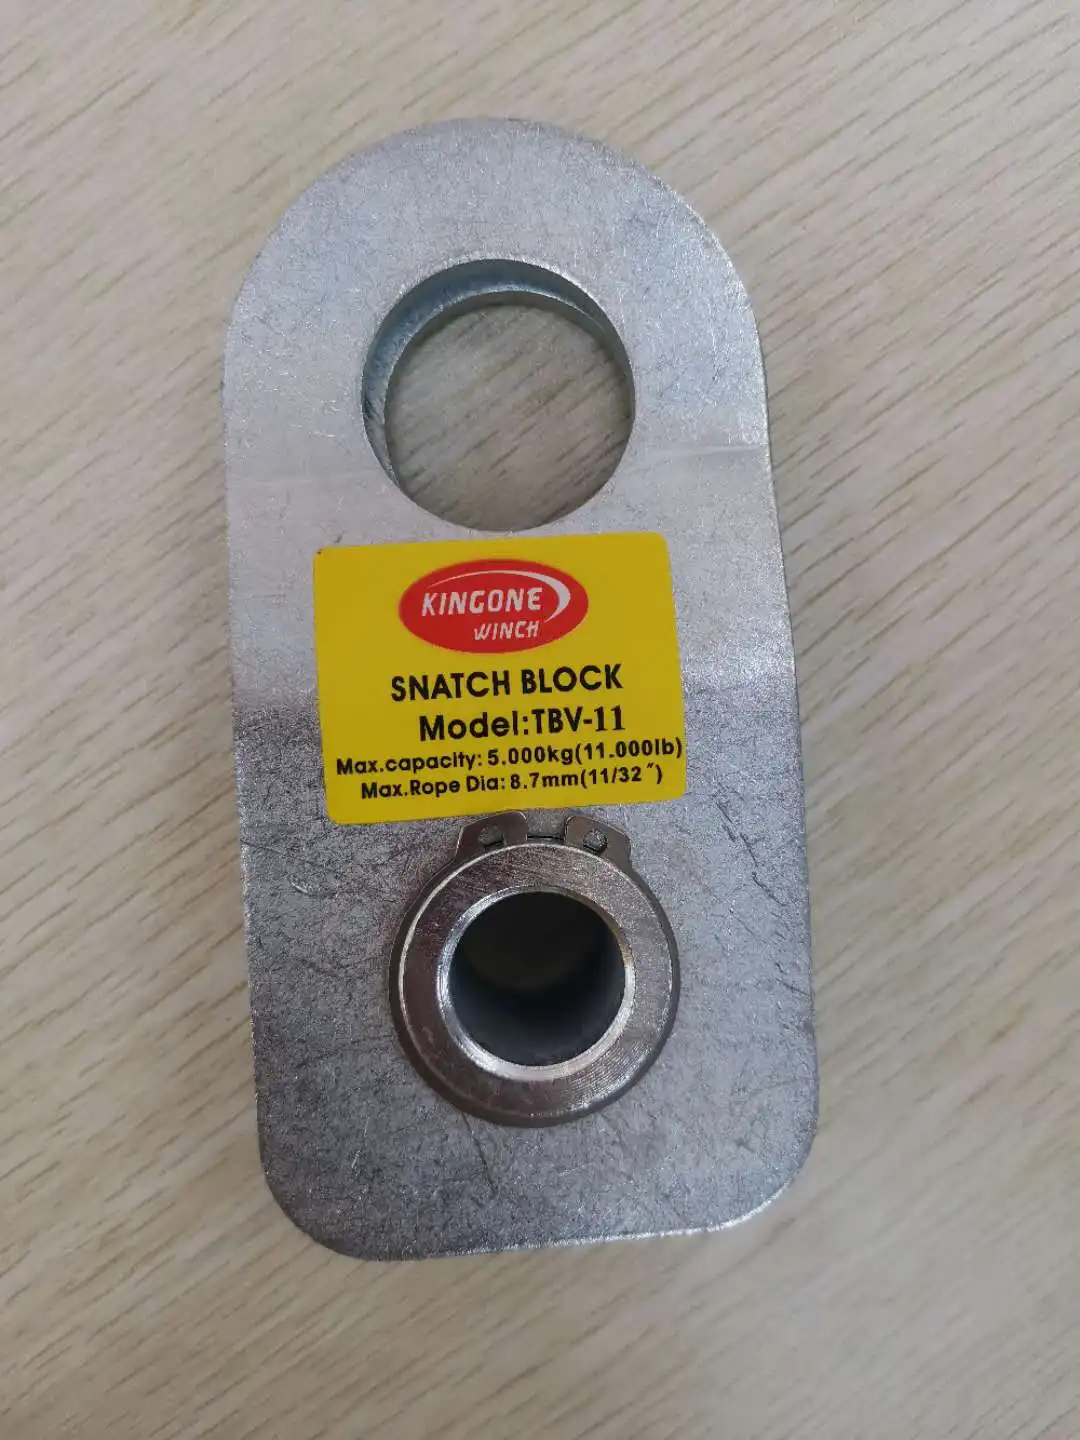 KINGONE
WINCH
SNATCH BLOCK
Model:TBV-11
Max.capacity: 5.000kg(11.000lb)
Max.Rope Dia: 8.7mm(11/32″)